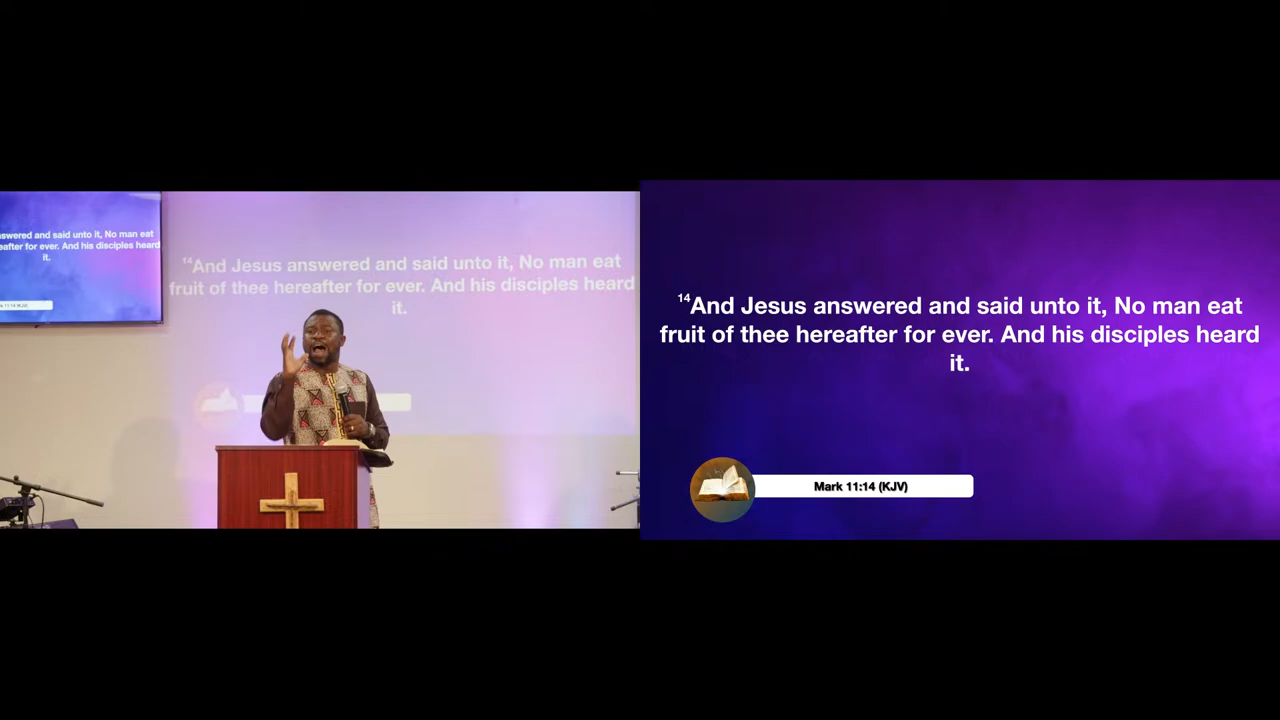 answered and said unto it, No man eat
eafter for ever. And his disciples heard
it.
14And Jesus answered and said unto it, No man eat
fruit of thee hereafter for ever. And his disciples heard
it.
14And Jesus answered and said unto it, No man eat
fruit of thee hereafter for ever. And his disciples heard
it.
Mark 11:14 (KJV)